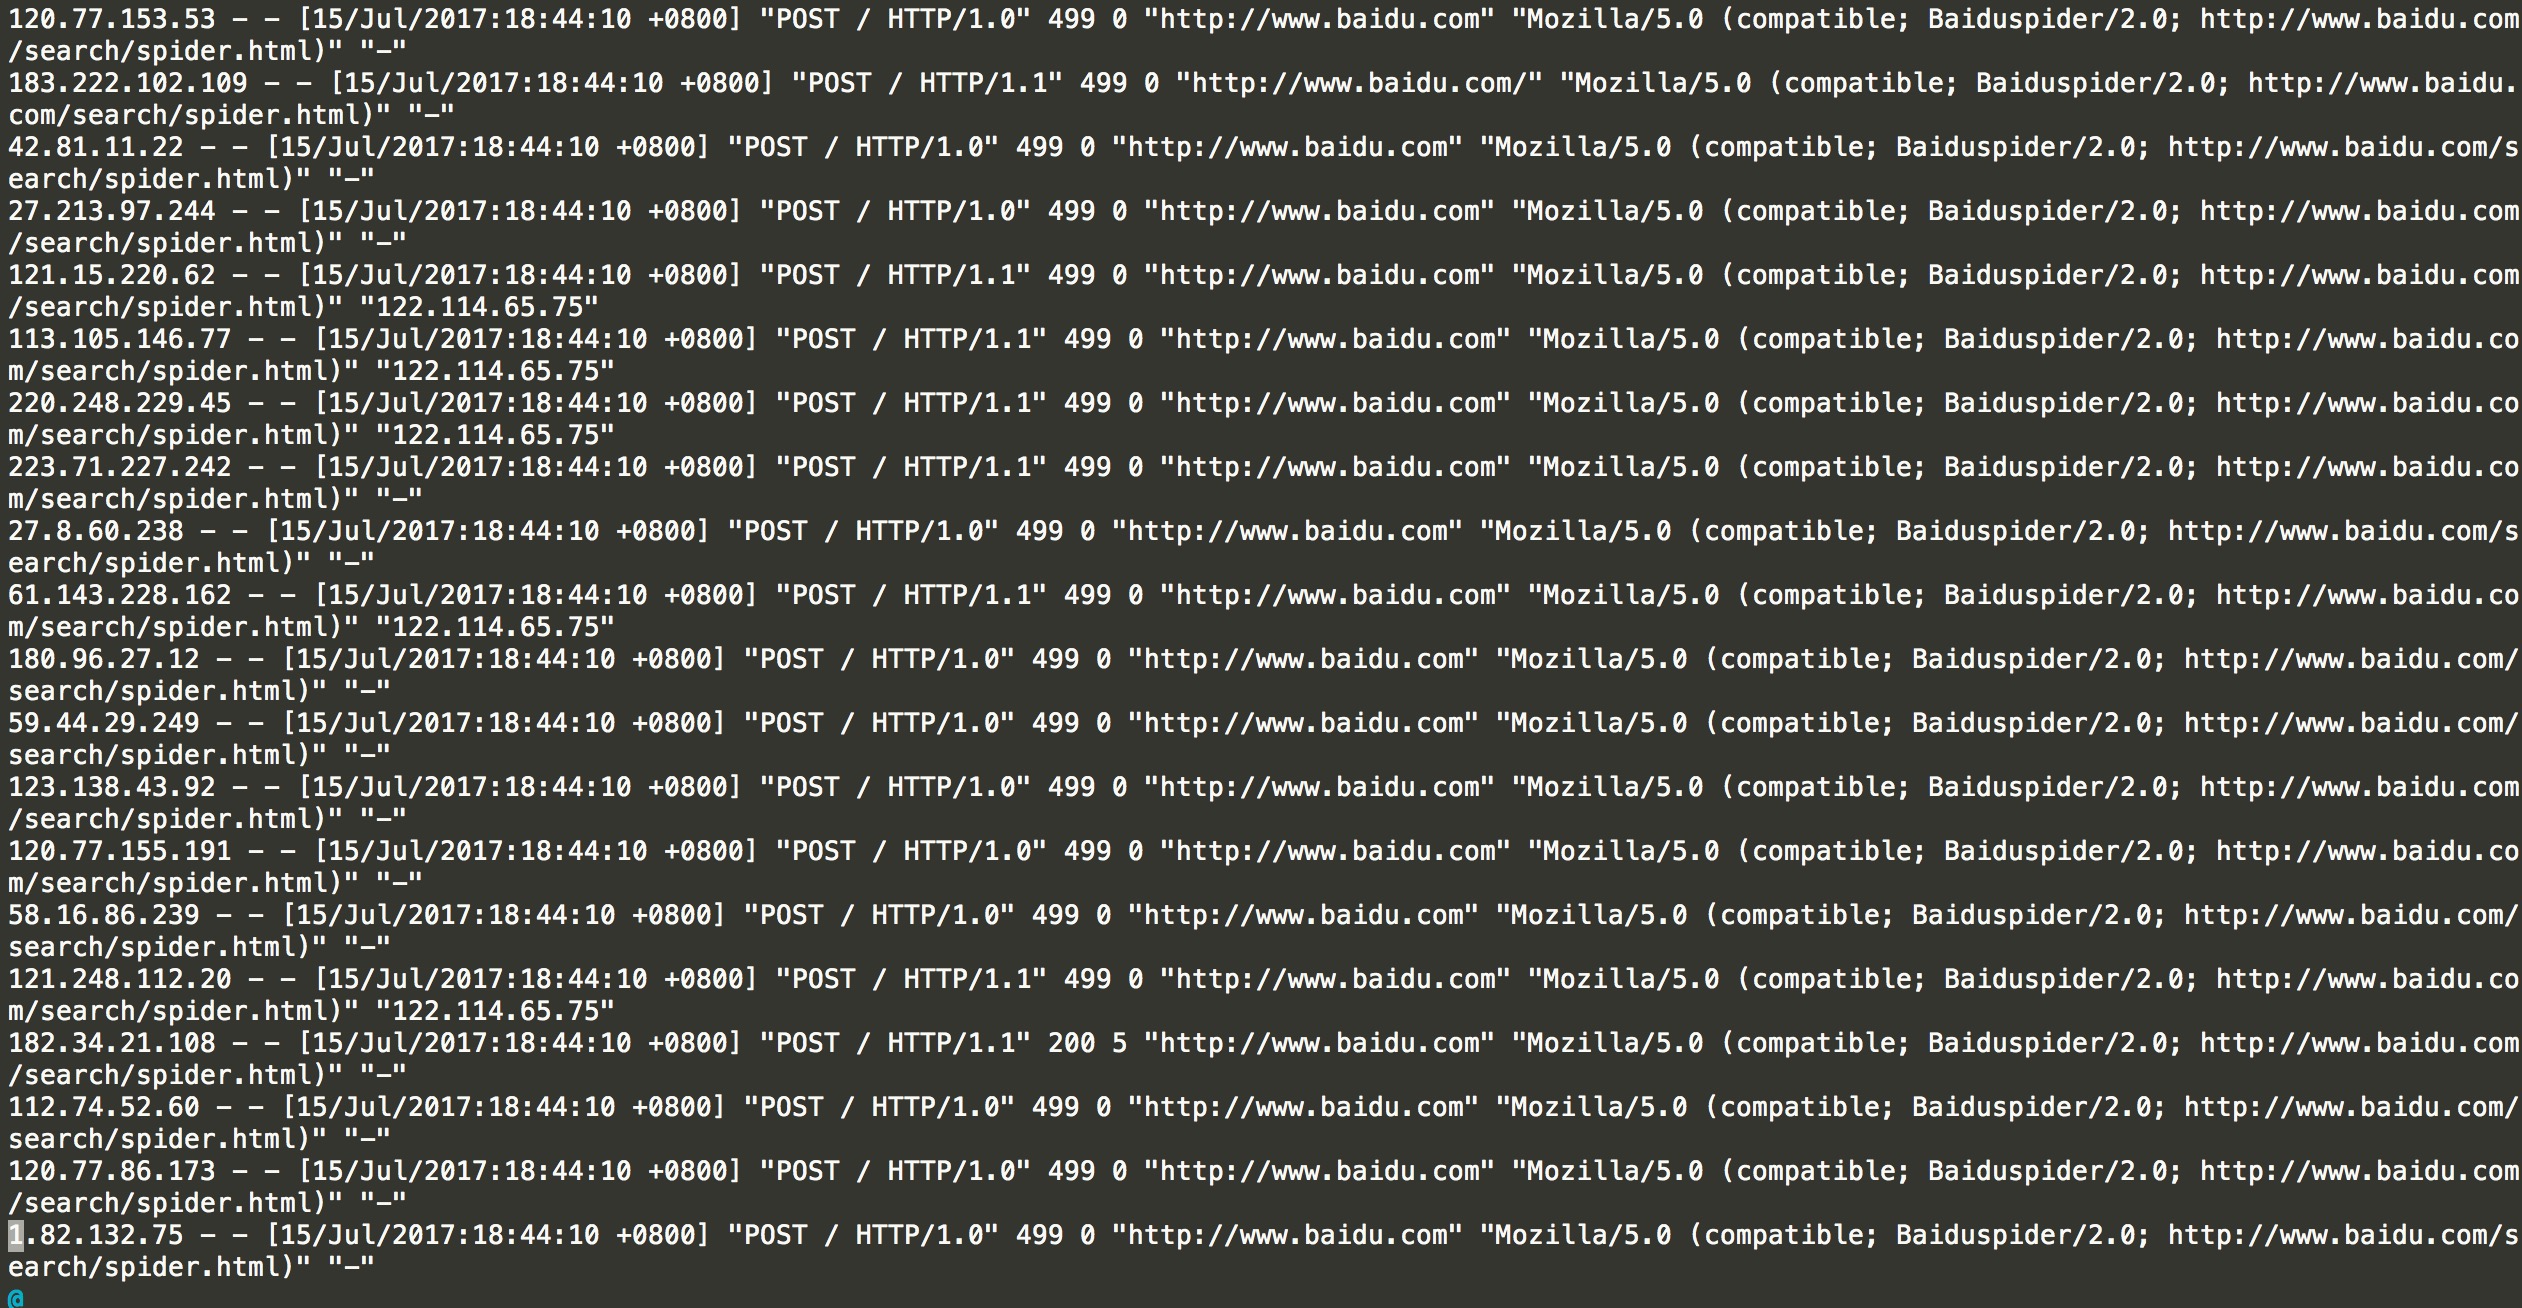 120.77.153.53 - - [15/Jul/2017:18:44:10 +0800] "POST / HTTP/1.0" 499 0 "http://www.baidu.com" "Mozilla/5.0 (compatible; Baiduspider/2.0; http://www.baidu.com
/search/spider.html)" "-"
183.222.102.109 - - [15/Jul/2017:18:44:10 +0800] "POST / HTTP/1.1" 499 0 "http://www.baidu.com/" "Mozilla/5.0 (compatible; Baiduspider/2.0; http://www.baidu.
com/search/spider.html)" "-"
42.81.11.22 - - [15/Jul/2017:18:44:10 +0800] "POST / HTTP/1.0" 499 0 "http://www.baidu.com" "Mozilla/5.0 (compatible; Baiduspider/2.0; http://www.baidu.com/s
earch/spider.html)" "-"
27.213.97.244 - - [15/Jul/2017:18:44:10 +0800] "POST / HTTP/1.0" 499 0 "http://www.baidu.com" "Mozilla/5.0 (compatible; Baiduspider/2.0; http://www.baidu.com
/search/spider.html)" "-"
121.15.220.62 - - [15/Jul/2017:18:44:10 +0800] "POST / HTTP/1.1" 499 0 "http://www.baidu.com" "Mozilla/5.0 (compatible; Baiduspider/2.0; http://www.baidu.com
/search/spider.html)" "122.114.65.75"
113.105.146.77 - - [15/Jul/2017:18:44:10 +0800] "POST / HTTP/1.1" 499 0 "http://www.baidu.com" "Mozilla/5.0 (compatible; Baiduspider/2.0; http://www.baidu.co
m/search/spider.html)" "122.114.65.75"
220.248.229.45 - - [15/Jul/2017:18:44:10 +0800] "POST / HTTP/1.1" 499 0 "http://www.baidu.com" "Mozilla/5.0 (compatible; Baiduspider/2.0; http://www.baidu.co
m/search/spider.html)" "122.114.65.75"
223.71.227.242 - - [15/Jul/2017:18:44:10 +0800] "POST / HTTP/1.1" 499 0 "http://www.baidu.com" "Mozilla/5.0 (compatible; Baiduspider/2.0; http://www.baidu.co
m/search/spider.html)" "-"
27.8.60.238 - - [15/Jul/2017:18:44:10 +0800] "POST / HTTP/1.0" 499 0 "http://www.baidu.com" "Mozilla/5.0 (compatible; Baiduspider/2.0; http://www.baidu.com/s
earch/spider.html)" "-"
61.143.228.162 - - [15/Jul/2017:18:44:10 +0800] "POST / HTTP/1.1" 499 0 "http://www.baidu.com" "Mozilla/5.0 (compatible; Baiduspider/2.0; http://www.baidu.co
m/search/spider.html)" "122.114.65.75"
180.96.27.12 - - [15/Jul/2017:18:44:10 +0800] "POST / HTTP/1.0" 499 0 "http://www.baidu.com" "Mozilla/5.0 (compatible; Baiduspider/2.0; http://www.baidu.com/
search/spider.html)" "-"
59.44.29.249 - - [15/Jul/2017:18:44:10 +0800] "POST / HTTP/1.0" 499 0 "http://www.baidu.com" "Mozilla/5.0 (compatible; Baiduspider/2.0; http://www.baidu.com/
search/spider.html)" "-"
123.138.43.92 - - [15/Jul/2017:18:44:10 +0800] "POST / HTTP/1.0" 499 0 "http://www.baidu.com" "Mozilla/5.0 (compatible; Baiduspider/2.0; http://www.baidu.com
/search/spider.html)" "-"
120.77.155.191 - - [15/Jul/2017:18:44:10 +0800] "POST / HTTP/1.0" 499 0 "http://www.baidu.com" "Mozilla/5.0 (compatible; Baiduspider/2.0; http://www.baidu.co
m/search/spider.html)" "-"
58.16.86.239 - - [15/Jul/2017:18:44:10 +0800] "POST / HTTP/1.0" 499 0 "http://www.baidu.com" "Mozilla/5.0 (compatible; Baiduspider/2.0; http://www.baidu.com/
search/spider.html)" "-"
121.248.112.20 - - [15/Jul/2017:18:44:10 +0800] "POST / HTTP/1.1" 499 0 "http://www.baidu.com" "Mozilla/5.0 (compatible; Baiduspider/2.0; http://www.baidu.co
m/search/spider.html)" "122.114.65.75"
182.34.21.108 - - [15/Jul/2017:18:44:10 +0800] "POST / HTTP/1.1" 200 5 "http://www.baidu.com" "Mozilla/5.0 (compatible; Baiduspider/2.0; http://www.baidu.com
/search/spider.html)" "-"
112.74.52.60 - - [15/Jul/2017:18:44:10 +0800] "POST / HTTP/1.0" 499 0 "http://www.baidu.com" "Mozilla/5.0 (compatible; Baiduspider/2.0; http://www.baidu.com/
search/spider.html)" "-"
120.77.86.173 - - [15/Jul/2017:18:44:10 +0800] "POST / HTTP/1.0" 499 0 "http://www.baidu.com" "Mozilla/5.0 (compatible; Baiduspider/2.0; http://www.baidu.com
/search/spider.html)" "-"
1.82.132.75 - - [15/Jul/2017:18:44:10 +0800] "POST / HTTP/1.0" 499 0 "http://www.baidu.com" "Mozilla/5.0 (compatible; Baiduspider/2.0; http://www.baidu.com/s
earch/spider.html)" "-"
@